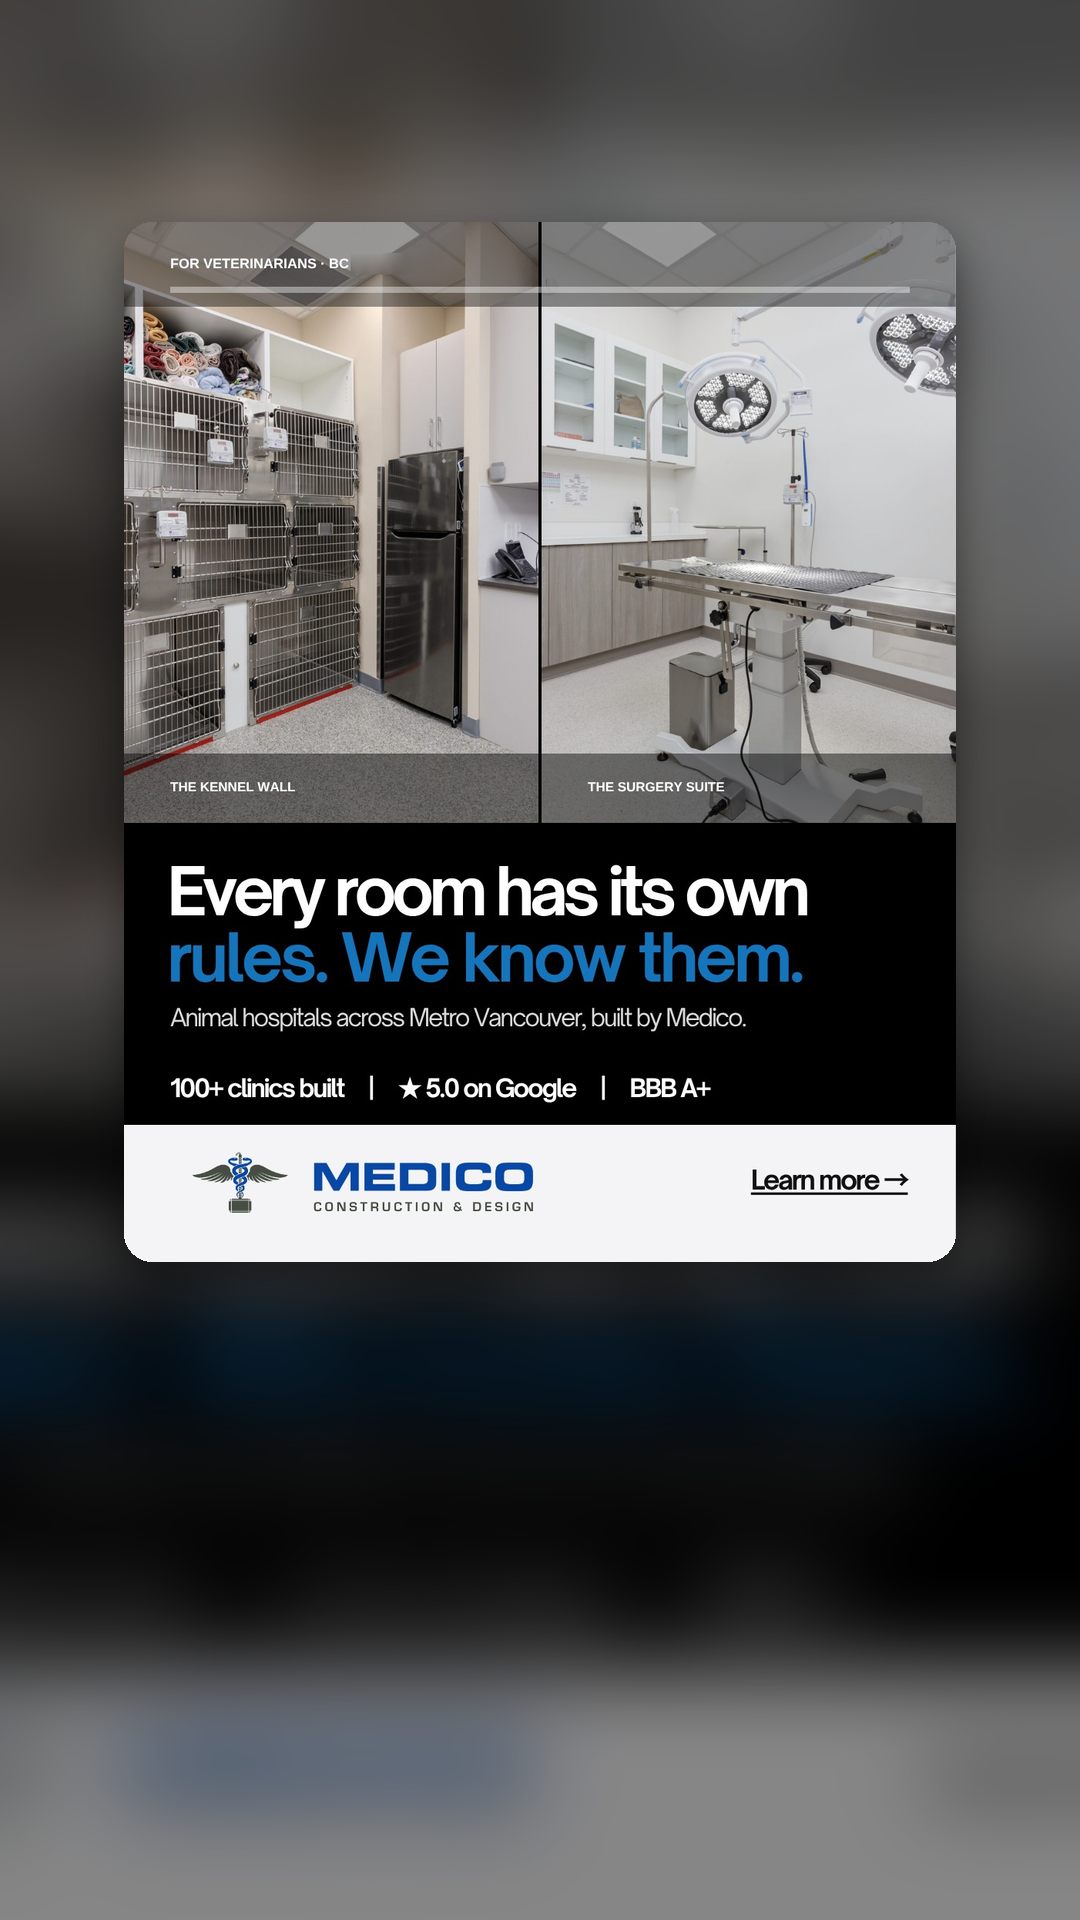 FOR VETERINARIANS · BC
THE KENNEL WALL
THE SURGERY SUITE
Every room has its own
rules. We know them.
Animal hospitals across Metro Vancouver, built by Medico.
100+ clinics built | ★ 5.0 on Google | BBB A+
MEDICO
CONSTRUCTION & DESIGN
Learn more →